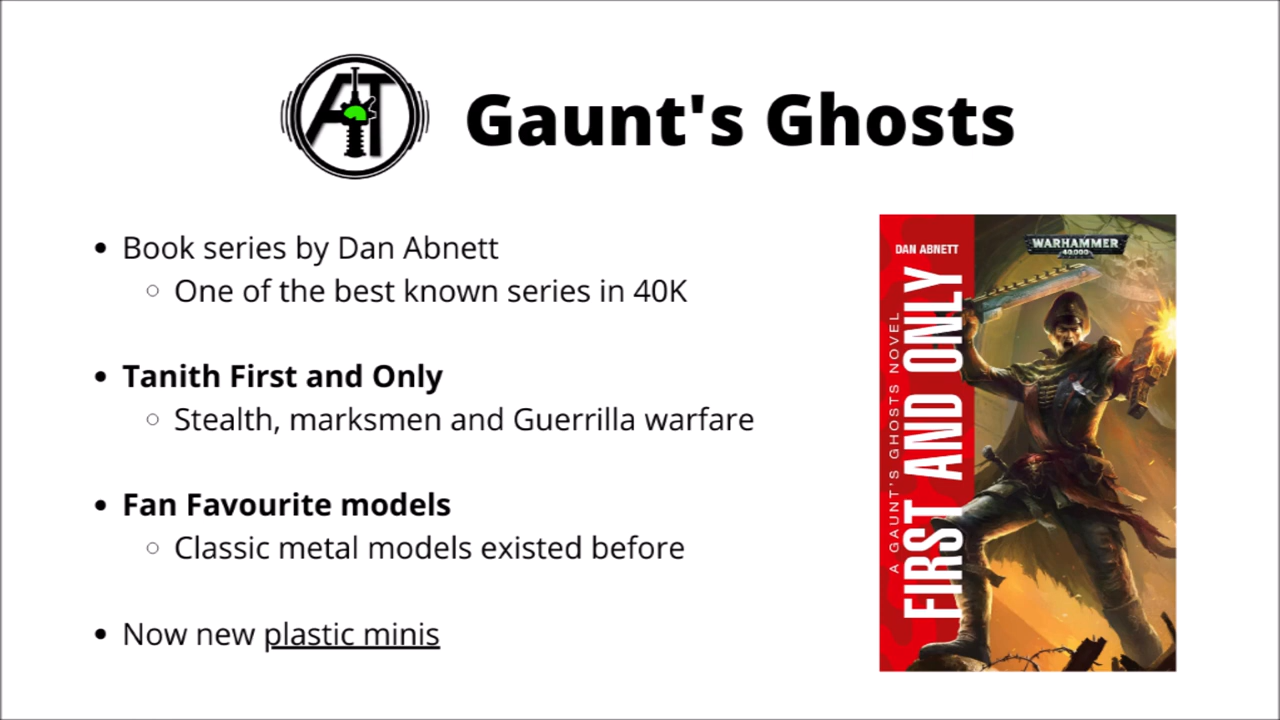 AT
Gaunt's Ghosts
Book series by Dan Abnett
One of the best known series in 40K
Tanith First and Only
Stealth, marksmen and Guerrilla warfare
Fan Favourite models
Classic metal models existed before
Now new plastic minis
DAN ABNETT
WARHAMMER
40,000
A GAUNT'S GHOSTS NOVEL
FIRST AND ONLY